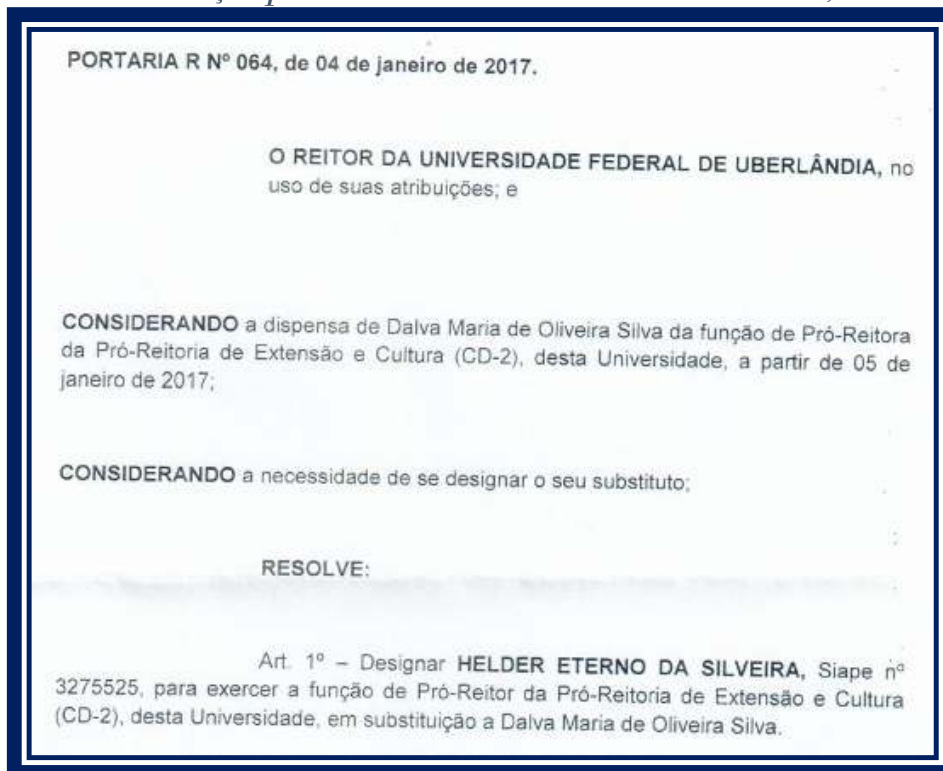 PORTARIA R Nº 064, de 04 de janeiro de 2017.
O REITOR DA UNIVERSIDADE FEDERAL DE UBERLÂNDIA, no
uso de suas atribuições; e
CONSIDERANDO a dispensa de Dalva Maria de Oliveira Silva da função de Pró-Reitora
da Pró-Reitoria de Extensão e Cultura (CD-2), desta Universidade, a partir de 05 de
janeiro de 2017;
CONSIDERANDO a necessidade de se designar o seu substituto;
RESOLVE:
Art. 1º – Designar HELDER ETERNO DA SILVEIRA, Siape nº
3275525, para exercer a função de Pró-Reitor da Pró-Reitoria de Extensão e Cultura
(CD-2), desta Universidade, em substituição a Dalva Maria de Oliveira Silva.